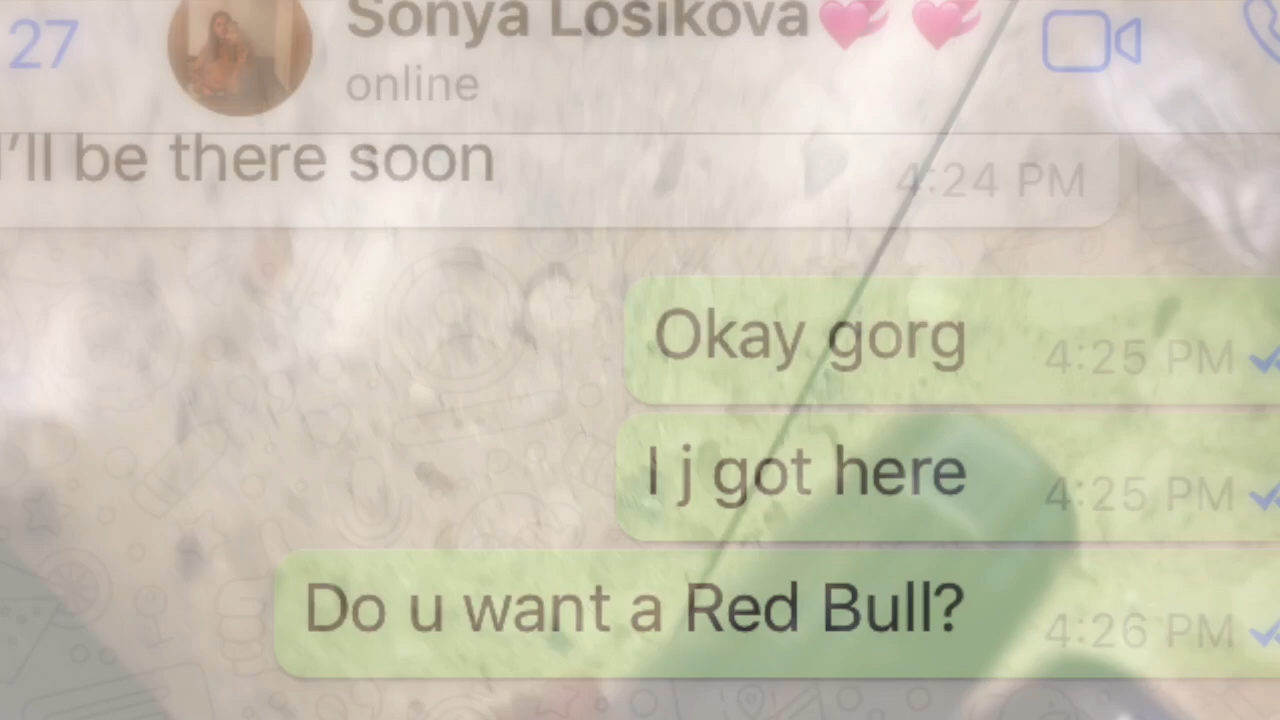 27
Sonya Losikova💞 💞
online
I’ll be there soon
4:24 PM
Okay gorg
4:25 PM
I j got here
4:25 PM
Do u want a Red Bull?
4:26 PM